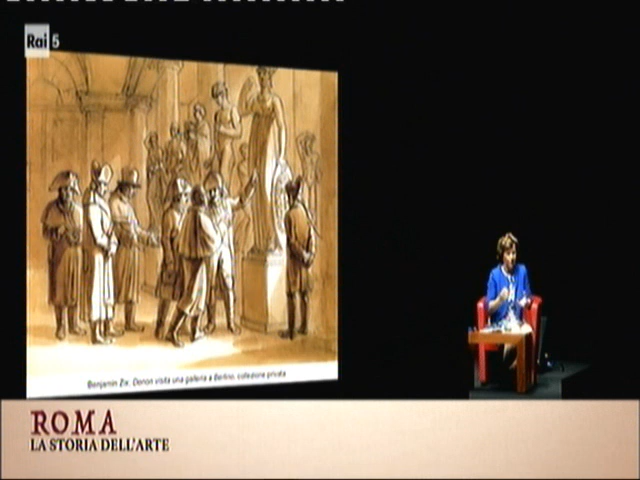 Rai 5
Benjamin Zix, Denon visita una galleria a Berlino, collezione privata
ROMA
LA STORIA DELL'ARTE